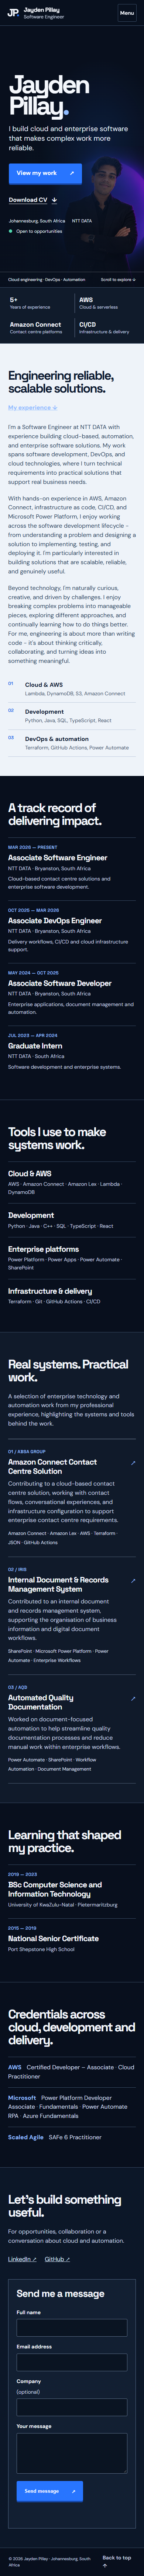 JP.
Jayden Pillay
Software Engineer
Menu
Jayden
Pillay.
I build cloud and enterprise software
that makes complex work more
reliable.
View my work ↗
Download CV ↓
Johannesburg, South Africa NTT DATA
Open to opportunities
Cloud engineering · DevOps · Automation Scroll to explore ↓
5+
Years of experience
AWS
Cloud & serverless
Amazon Connect
Contact centre platforms
CI/CD
Infrastructure & delivery
Engineering reliable,
scalable solutions.
My experience ↓
I'm a Software Engineer at NTT DATA with
experience building cloud-based, automation,
and enterprise software solutions. My work
spans software development, DevOps, and
cloud technologies, where I turn technical
requirements into practical solutions that
support real business needs.
With hands-on experience in AWS, Amazon
Connect, infrastructure as code, CI/CD, and
Microsoft Power Platform, I enjoy working
across the software development lifecycle -
from understanding a problem and designing a
solution to implementing, testing, and
deploying it. I'm particularly interested in
building solutions that are scalable, reliable,
and genuinely useful.
Beyond technology, I'm naturally curious,
creative, and driven by challenges. I enjoy
breaking complex problems into manageable
pieces, exploring different approaches, and
continually learning how to do things better.
For me, engineering is about more than writing
code - it's about collaborating, solving real
problems, and turning ideas into
something meaningful.
01 Cloud & AWS
Lambda, DynamoDB, S3, Amazon Connect
02 Development
Python, Java, SQL, TypeScript, React
03 DevOps & automation
Terraform, GitHub Actions, Power Automate
A track record of
delivering impact.
MAR 2026 — PRESENT
Associate Software Engineer
NTT DATA · Bryanston, South Africa
Cloud-based contact centre solutions and
enterprise software development.
OCT 2025 — MAR 2026
Associate DevOps Engineer
NTT DATA · Bryanston, South Africa
Delivery workflows, CI/CD and cloud infrastructure
support.
MAY 2024 — OCT 2025
Associate Software Developer
NTT DATA · Bryanston, South Africa
Enterprise applications, document management and
automation.
JUL 2023 — APR 2024
Graduate Intern
NTT DATA · South Africa
Software development and enterprise systems.
Tools I use to make
systems work.
Cloud & AWS
AWS · Amazon Connect · Amazon Lex · Lambda ·
DynamoDB
Development
Python · Java · C++ · SQL · TypeScript · React
Enterprise platforms
Power Platform · Power Apps · Power Automate ·
SharePoint
Infrastructure & delivery
Terraform · Git · GitHub Actions · CI/CD
Real systems. Practical
work.
A selection of enterprise technology and
automation work from my professional
experience, highlighting the systems and tools
behind the work.
01 / ABSA GROUP
Amazon Connect Contact
Centre Solution
↗
Contributing to a cloud-based contact
centre solution, working with contact
flows, conversational experiences, and
infrastructure configuration to support
enterprise contact centre requirements.
Amazon Connect · Amazon Lex · AWS · Terraform ·
JSON · GitHub Actions
02 / IRIS
Internal Document & Records
Management System
↗
Contributed to an internal document
and records management system,
supporting the organisation of business
information and digital document
workflows.
SharePoint · Microsoft Power Platform · Power
Automate · Enterprise Workflows
03 / AQD
Automated Quality
Documentation
↗
Worked on document-focused
automation to help streamline quality
documentation processes and reduce
manual work within enterprise workflows.
Power Automate · SharePoint · Workflow
Automation · Document Management
Learning that shaped
my practice.
2019 — 2023
BSc Computer Science and
Information Technology
University of KwaZulu-Natal · Pietermaritzburg
2015 — 2019
National Senior Certificate
Port Shepstone High School
Credentials across
cloud, development and
delivery.
AWS Certified Developer – Associate · Cloud
Practitioner
Microsoft Power Platform Developer
Associate · Fundamentals · Power Automate
RPA · Azure Fundamentals
Scaled Agile SAFe 6 Practitioner
Let's build something
useful.
For opportunities, collaboration or a
conversation about cloud and automation.
LinkedIn ↗ GitHub ↗
Send me a message
Full name
Email address
Company
(optional)
Your message
Send message ↗
© 2026 Jayden Pillay · Johannesburg, South
Africa
Back to top
↑